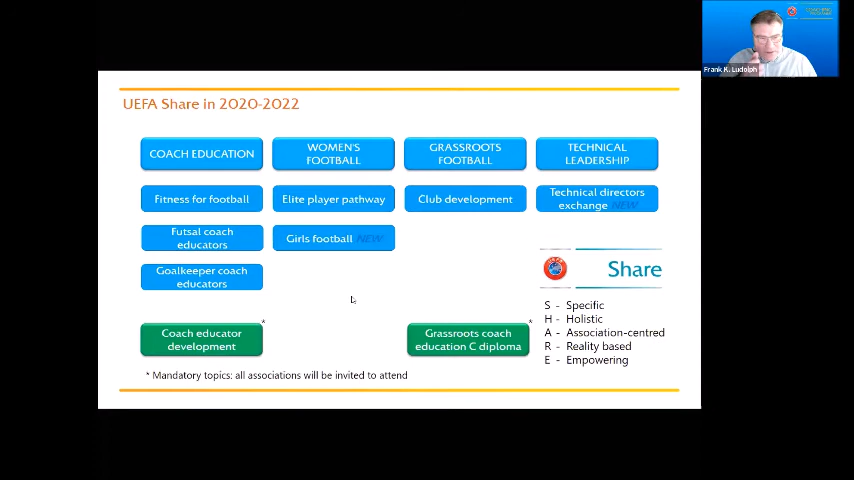 Frank K. Ludolph
UEFA Share in 2020-2022
COACH EDUCATION
WOMEN'S
FOOTBALL
GRASSROOTS
FOOTBALL
TECHNICAL
LEADERSHIP
Fitness for football
Elite player pathway
Club development
Technical directors
exchange NEW
Futsal coach
educators
Girls football NEW
Goalkeeper coach
educators
Share
S - Specific
H - Holistic
A - Association-centred
R - Reality based
E - Empowering
*
Coach educator
development
*
Grassroots coach
education C diploma
* Mandatory topics: all associations will be invited to attend